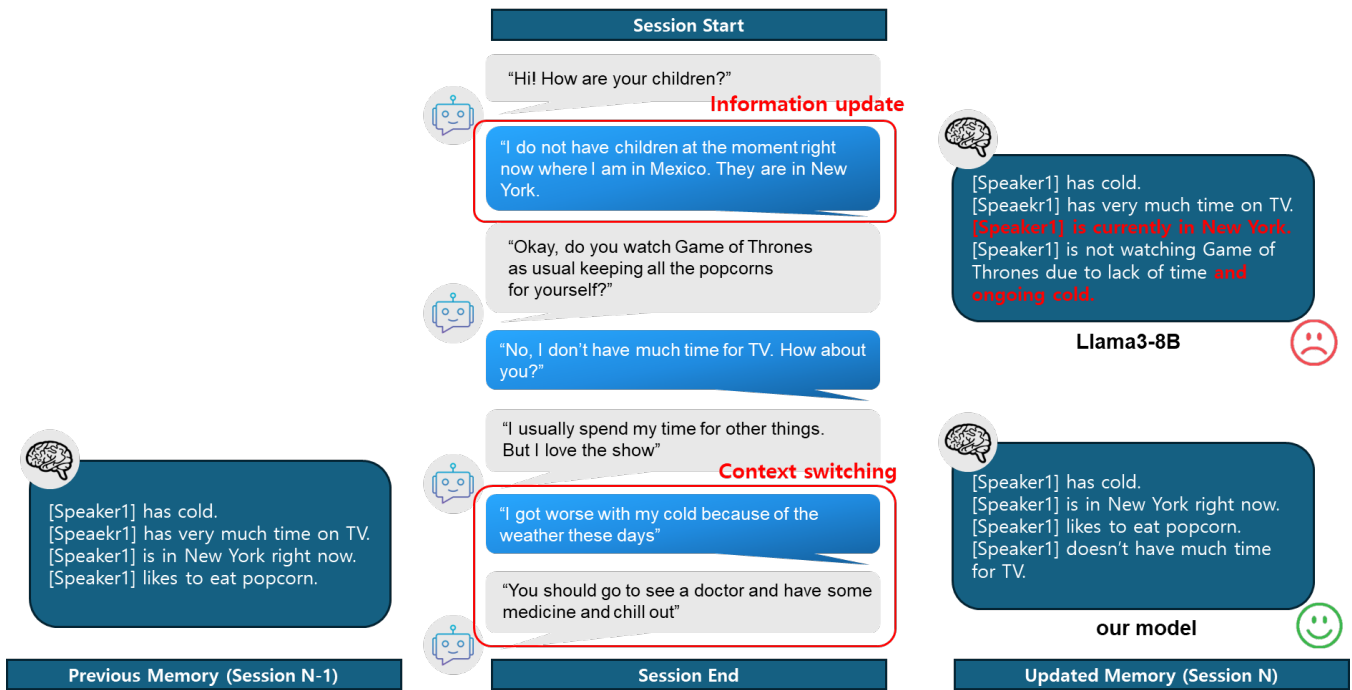 Session Start
“Hi! How are your children?”
Information update
“I do not have children at the moment right
now where I am in Mexico. They are in New
York.
“Okay, do you watch Game of Thrones
as usual keeping all the popcorns
for yourself?”
“No, I don’t have much time for TV. How about
you?”
“I usually spend my time for other things.
But I love the show”
Context switching
“I got worse with my cold because of the
weather these days”
“You should go to see a doctor and have some
medicine and chill out”
Session End
[Speaker1] has cold.
[Speaekr1] has very much time on TV.
[Speaker1] is in New York right now.
[Speaker1] likes to eat popcorn.
Previous Memory (Session N-1)
[Speaker1] has cold.
[Speaekr1] has very much time on TV.
[Speaker1] is currently in New York.
[Speaker1] is not watching Game of
Thrones due to lack of time and
ongoing cold.
Llama3-8B
[Speaker1] has cold.
[Speaker1] is in New York right now.
[Speaker1] likes to eat popcorn.
[Speaker1] doesn’t have much time
for TV.
our model
Updated Memory (Session N)